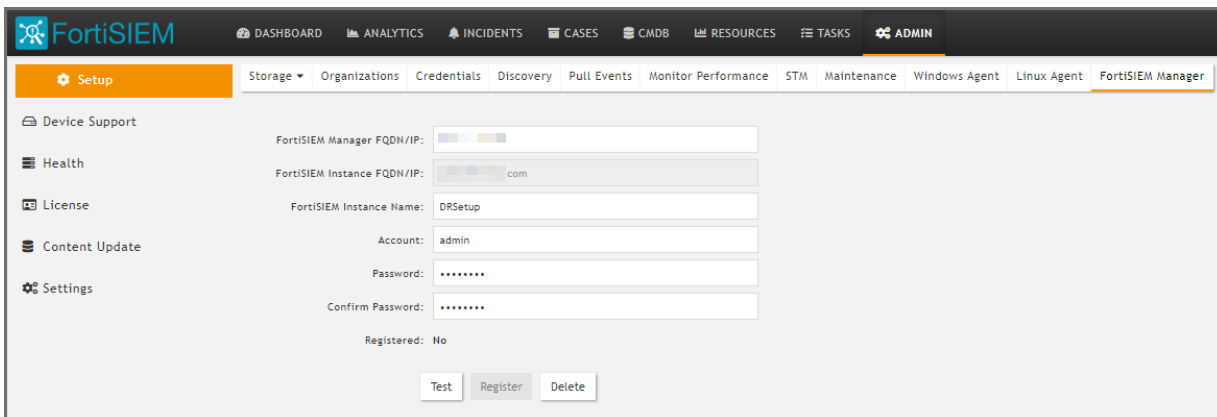 FortiSIEM
DASHBOARD ANALYTICS INCIDENTS CASES CMDB RESOURCES TASKS ADMIN
Setup
Storage Organizations Credentials Discovery Pull Events Monitor Performance STM Maintenance Windows Agent Linux Agent FortiSIEM Manager
Device Support
Health
License
Content Update
Settings
FortiSIEM Manager FQDN/IP:
FortiSIEM Instance FQDN/IP: com
FortiSIEM Instance Name: DRSetup
Account: admin
Password: ••••••••
Confirm Password: ••••••••
Registered: No
Test Register Delete